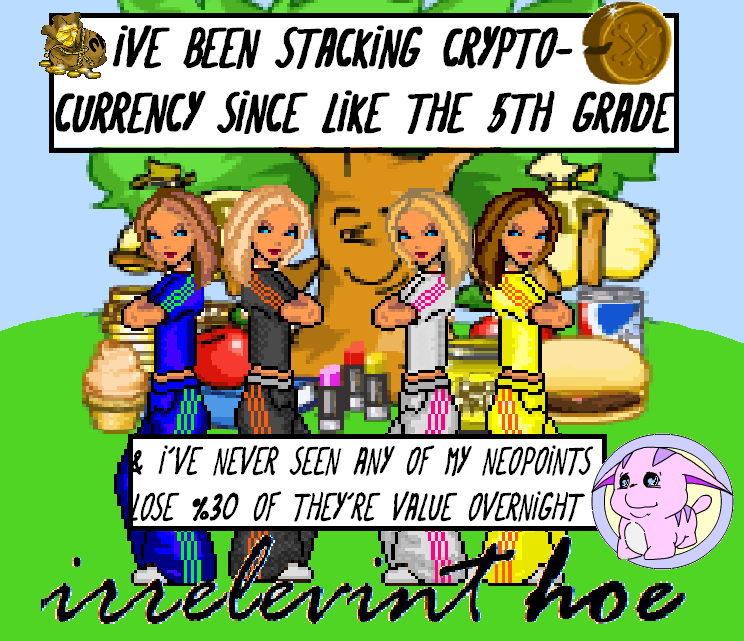 iVE BEEN STACKiNG CRYPTO-
CURRENCY SiNCE LiKE THE 5TH GRADE
& i'VE NEVER SEEN ANY OF MY NEOPOiNTS
LOSE %30 OF THEY'RE VALUE OVERNiGHT
irrelevint hoe